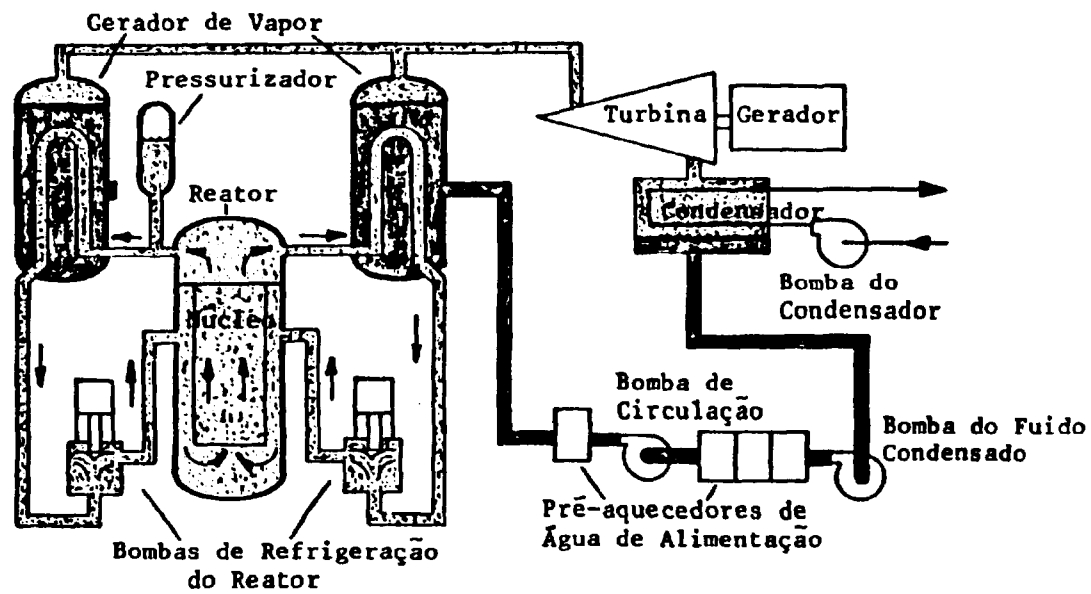 Gerador de Vapor
Pressurizador
Reator
Núcleo
Turbina
Gerador
Condensador
Bomba do
Condensador
Bomba de
Circulação
Bomba do Fuido
Condensado
Pré-aquecedores de
Água de Alimentação
Bombas de Refrigeração
do Reator